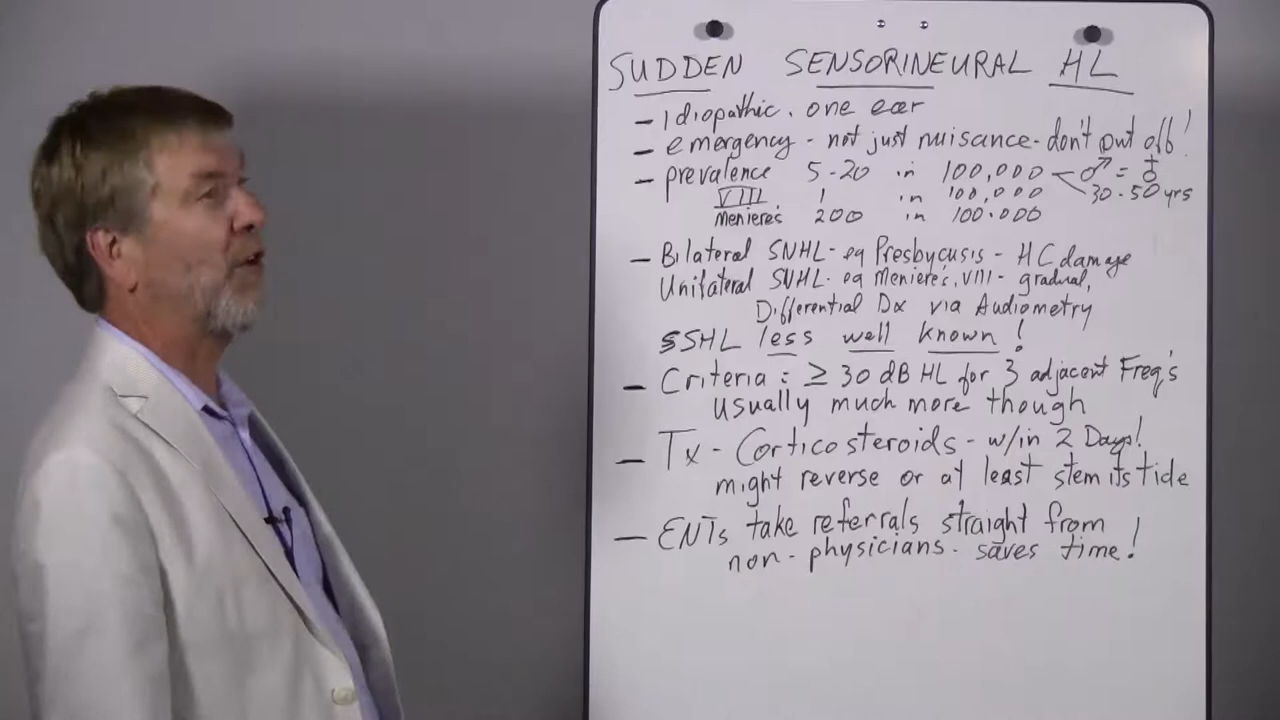 SUDDEN SENSORINEURAL HL
- Idiopathic. one ear
- emergency - not just nuisance - don't put off!
- prevalence 5-20 in 100,000 ♂ = ♀
30-50 yrs
VIII 1 in 100,000
Meniere's 200 in 100.000
- Bilateral SNHL - eg Presbycusis - HC damage
Unilateral SNHL - eg Meniere's, VIII - gradual,
Differential Dx via Audiometry
SSHL less well known!
- Criteria: ≥ 30 dB HL for 3 adjacent Freq's
usually much more though
- Tx - Corticosteroids - w/in 2 Days!
might reverse or at least stem its tide
- ENTs take referrals straight from
non-physicians - saves time!